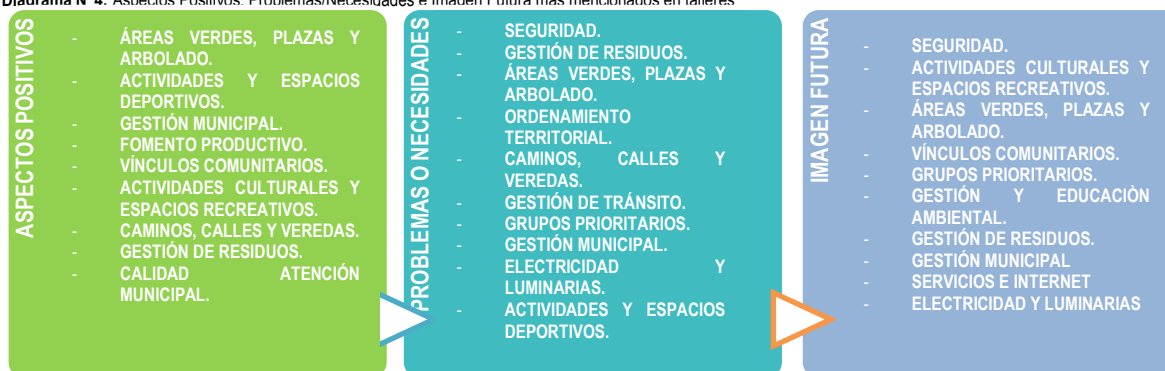 Diagrama N°4: Aspectos Positivos, Problemas/Necesidades e Imagen Futura más mencionados en talleres
ASPECTOS POSITIVOS
- ÁREAS VERDES, PLAZAS Y
ARBOLADO.
- ACTIVIDADES Y ESPACIOS
DEPORTIVOS.
- GESTIÓN MUNICIPAL.
- FOMENTO PRODUCTIVO.
- VÍNCULOS COMUNITARIOS.
- ACTIVIDADES CULTURALES Y
ESPACIOS RECREATIVOS.
- CAMINOS, CALLES Y VEREDAS.
- GESTIÓN DE RESIDUOS.
- CALIDAD ATENCIÓN
MUNICIPAL.
PROBLEMAS O NECESIDADES
- SEGURIDAD.
- GESTIÓN DE RESIDUOS.
- ÁREAS VERDES, PLAZAS Y
ARBOLADO.
- ORDENAMIENTO
TERRITORIAL.
- CAMINOS, CALLES Y
VEREDAS.
- GESTIÓN DE TRÁNSITO.
- GRUPOS PRIORITARIOS.
- GESTIÓN MUNICIPAL.
- ELECTRICIDAD Y
LUMINARIAS.
- ACTIVIDADES Y ESPACIOS
DEPORTIVOS.
IMAGEN FUTURA
- SEGURIDAD.
- ACTIVIDADES CULTURALES Y
ESPACIOS RECREATIVOS.
- ÁREAS VERDES, PLAZAS Y
ARBOLADO.
- VÍNCULOS COMUNITARIOS.
- GRUPOS PRIORITARIOS.
- GESTIÓN Y EDUCACIÒN
AMBIENTAL.
- GESTIÓN DE RESIDUOS.
- GESTIÓN MUNICIPAL
- SERVICIOS E INTERNET
- ELECTRICIDAD Y LUMINARIAS